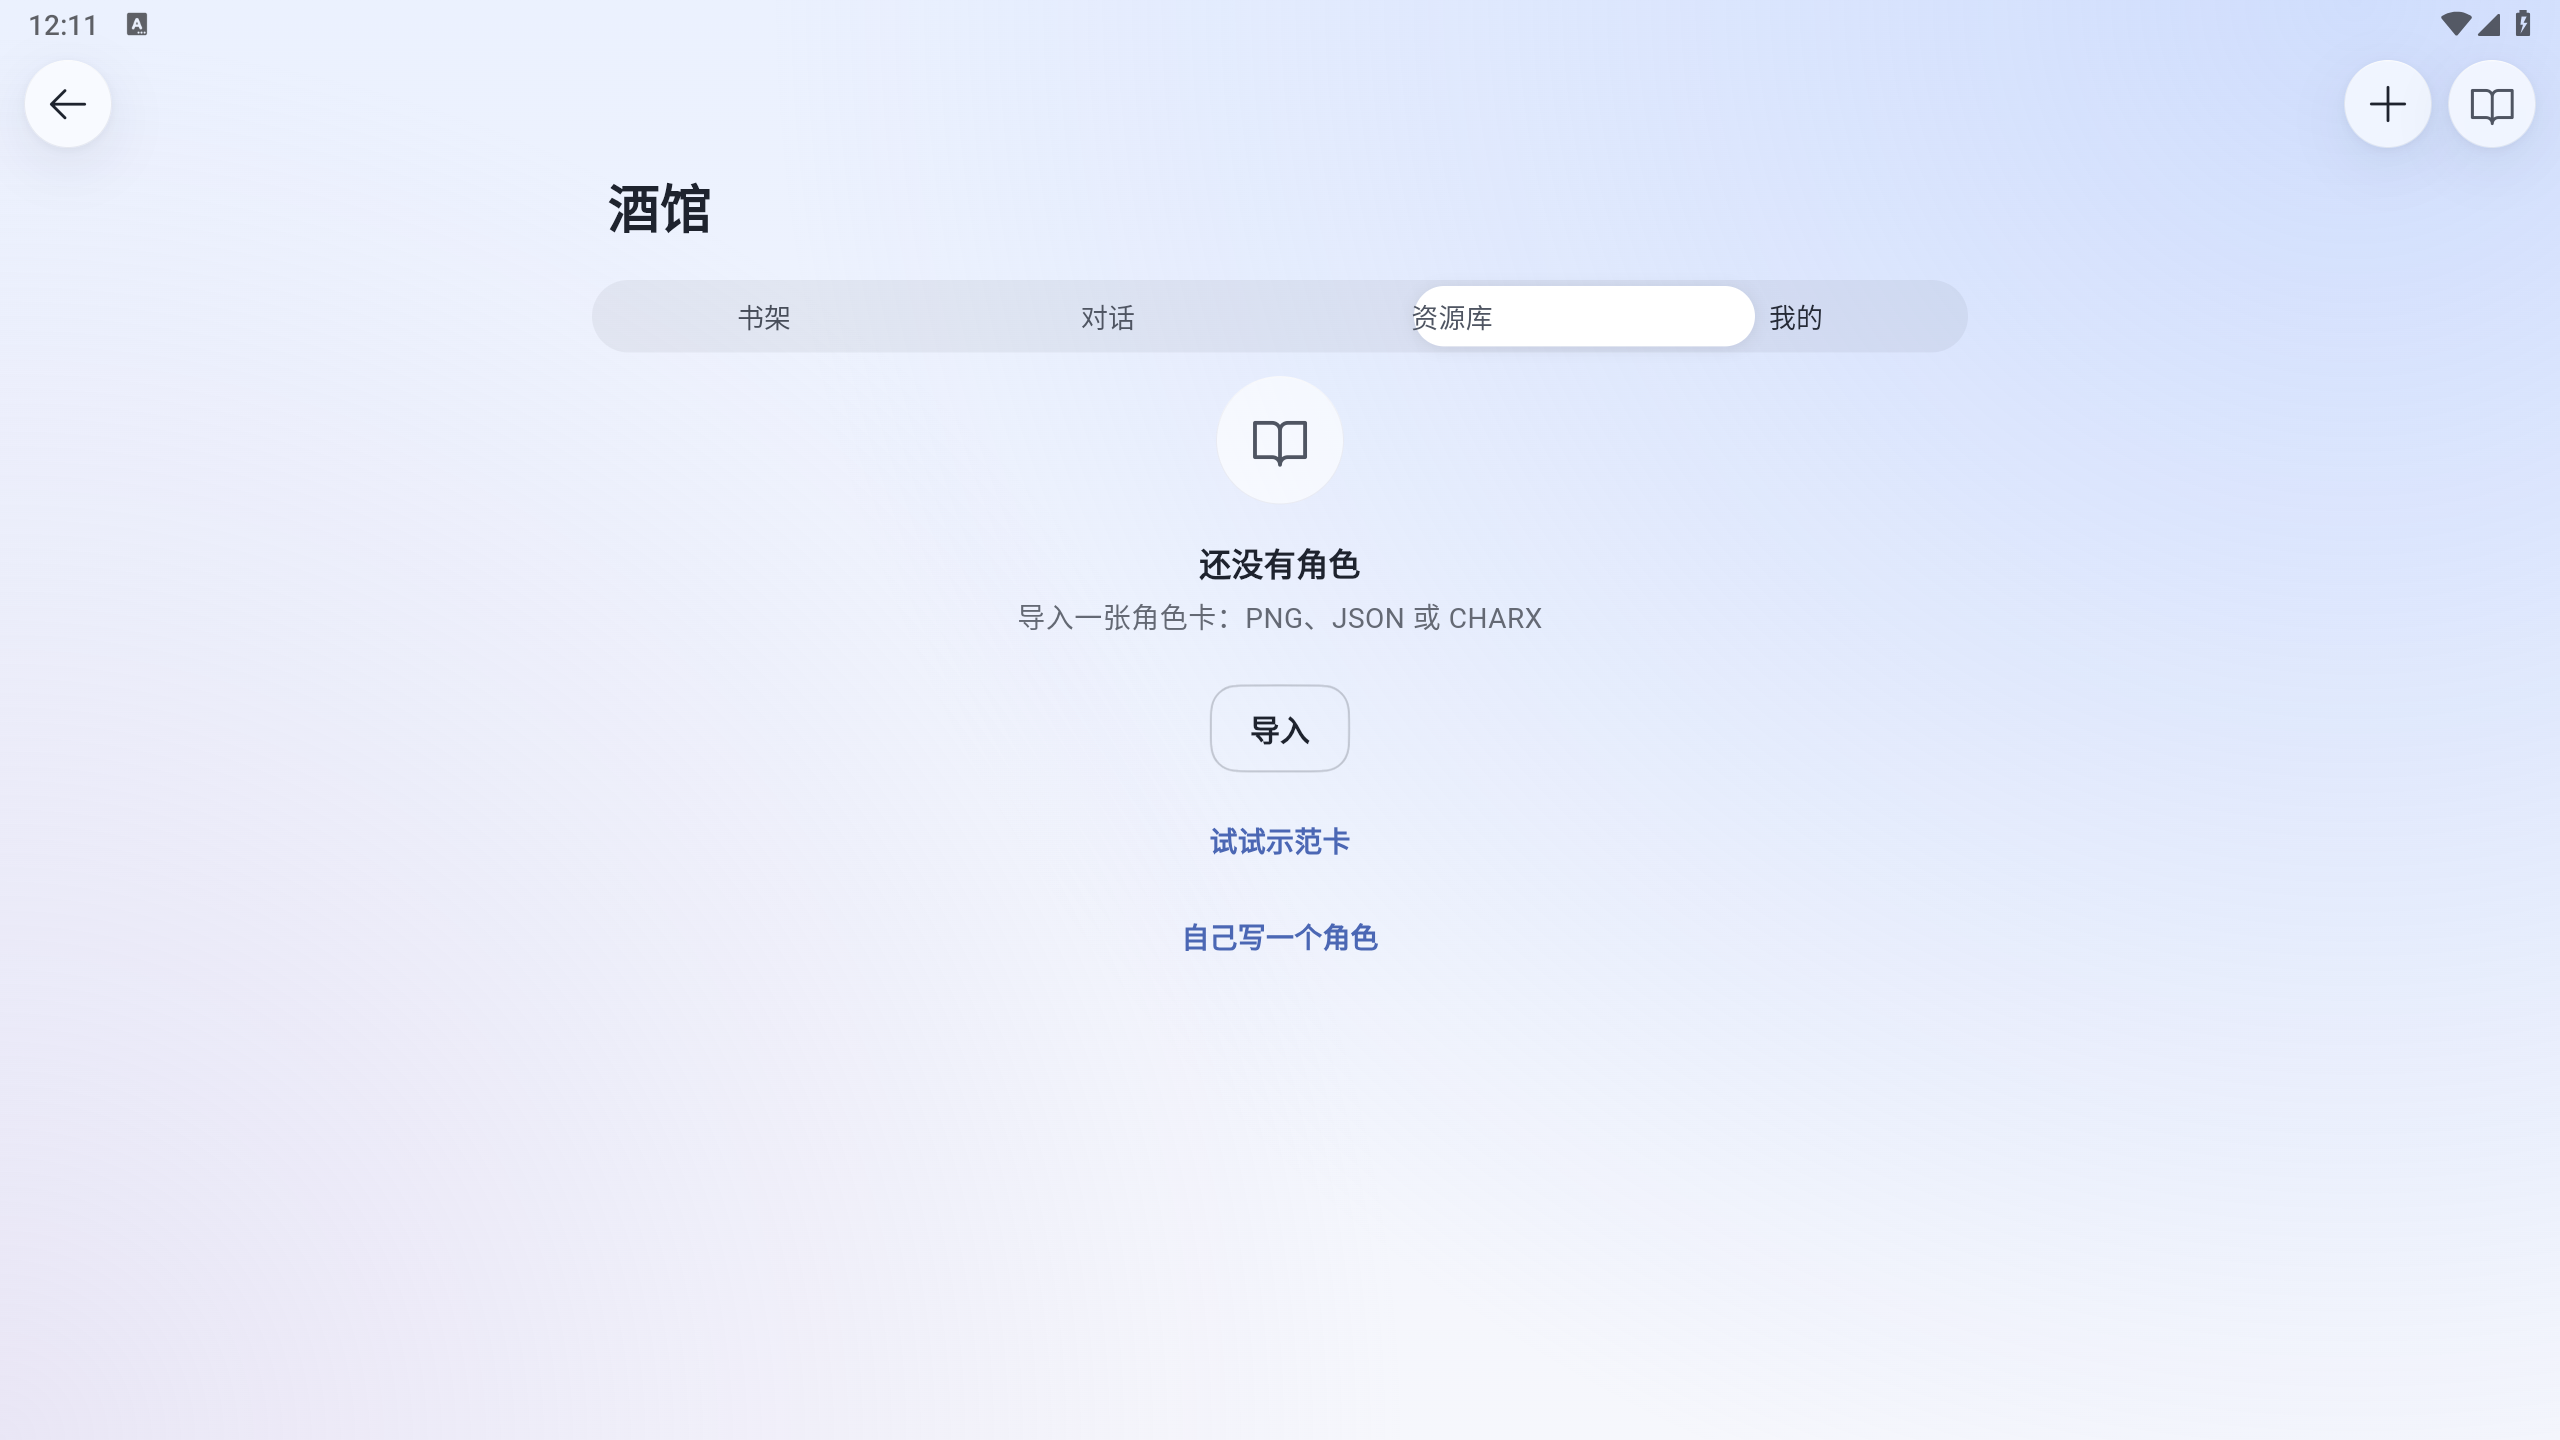 12:11
酒馆
书架 对话 资源库 我的
还没有角色
导入一张角色卡：PNG、JSON 或 CHARX
导入
试试示范卡
自己写一个角色